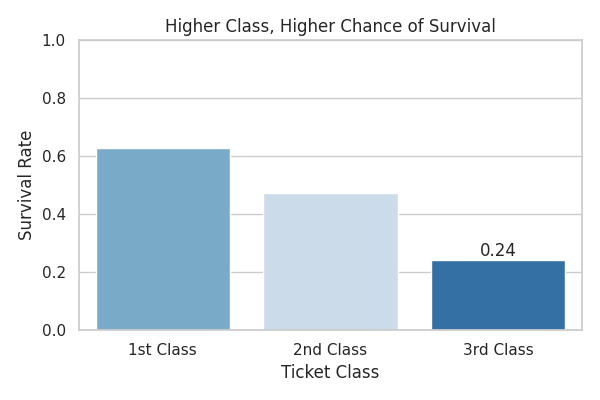 Higher Class, Higher Chance of Survival
1.0
0.8
0.6
0.4
0.2
0.0
Survival Rate
0.24
1st Class
2nd Class
3rd Class
Ticket Class